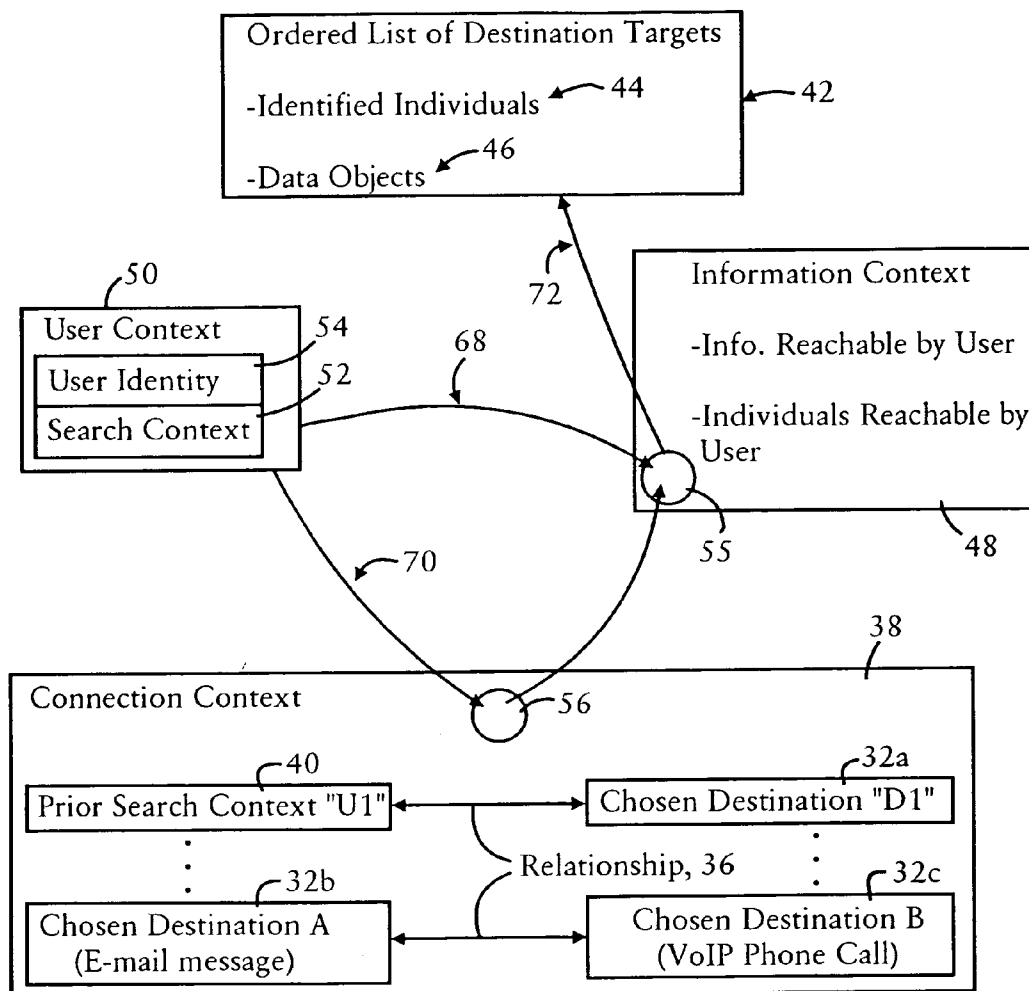 Ordered List of Destination Targets
-Identified Individuals
44
42
-Data Objects
46
72
50
User Context
54
User Identity
52
Search Context
68
Information Context
-Info. Reachable by User
-Individuals Reachable by
User
55
48
70
38
Connection Context
56
40
Prior Search Context "U1"
32a
Chosen Destination "D1"
Relationship, 36
32b
Chosen Destination A
(E-mail message)
32c
Chosen Destination B
(VoIP Phone Call)